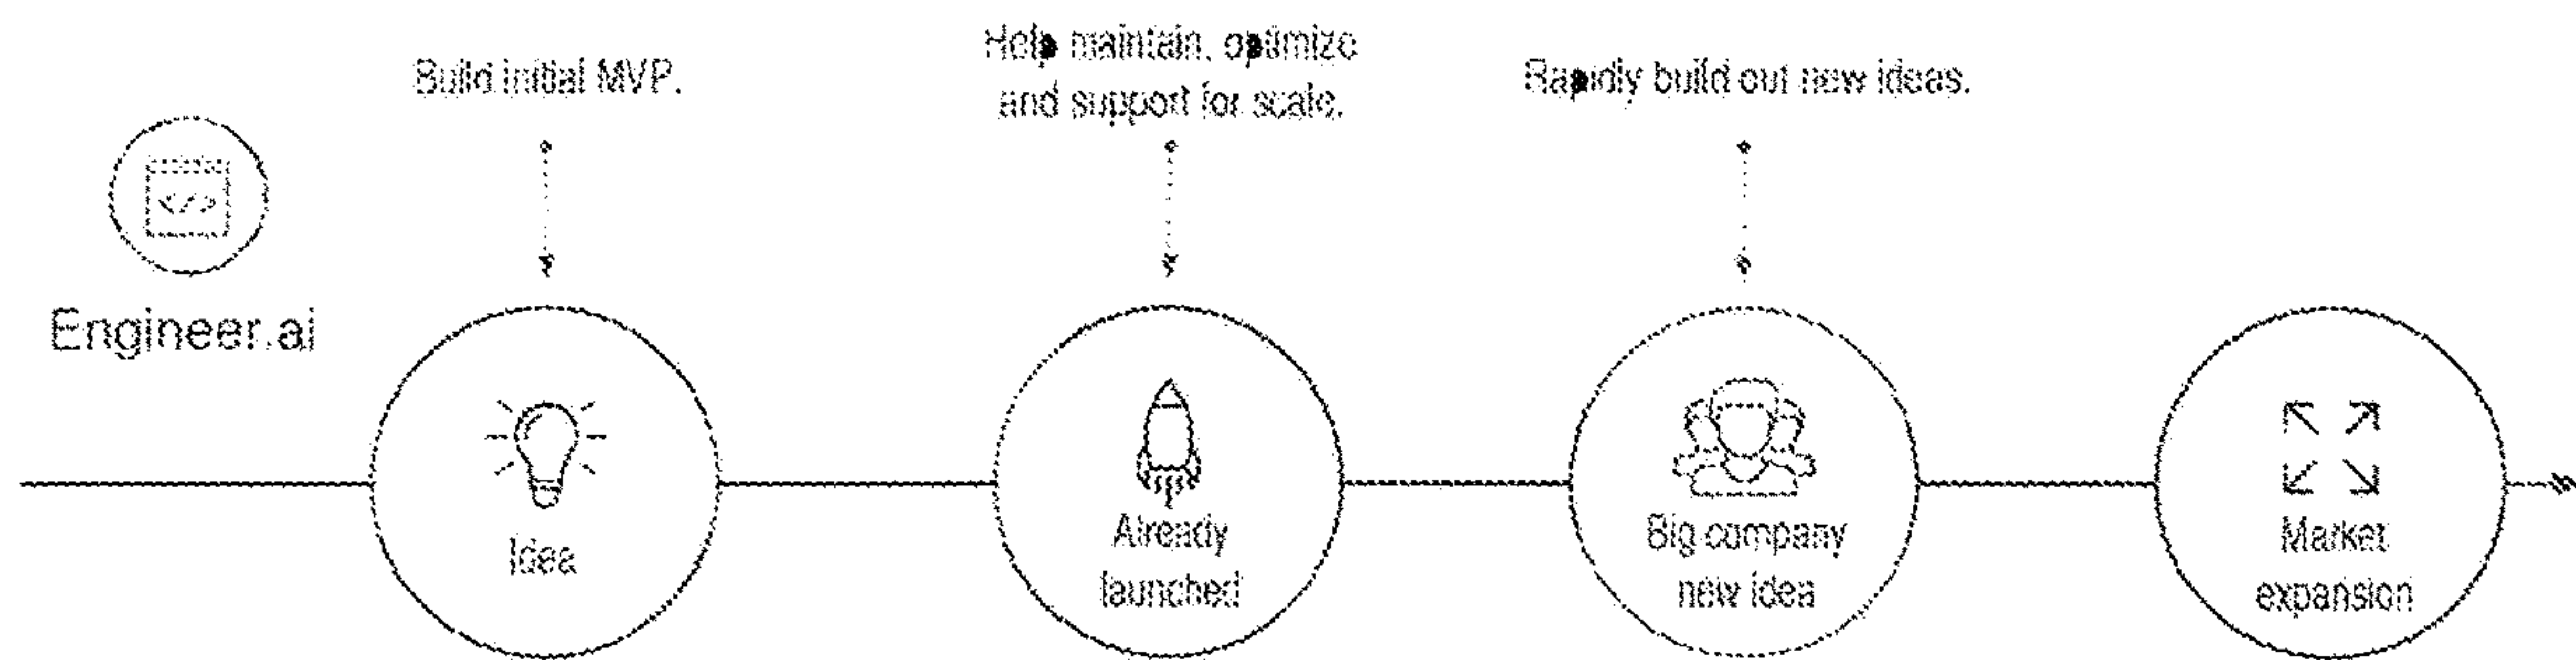 Build initial MVP.
Help maintain, optimize
and support for scale.
Rapidly build out new ideas.
</>
Engineer.ai
Idea
Already
launched
Big company
new idea
Market
expansion